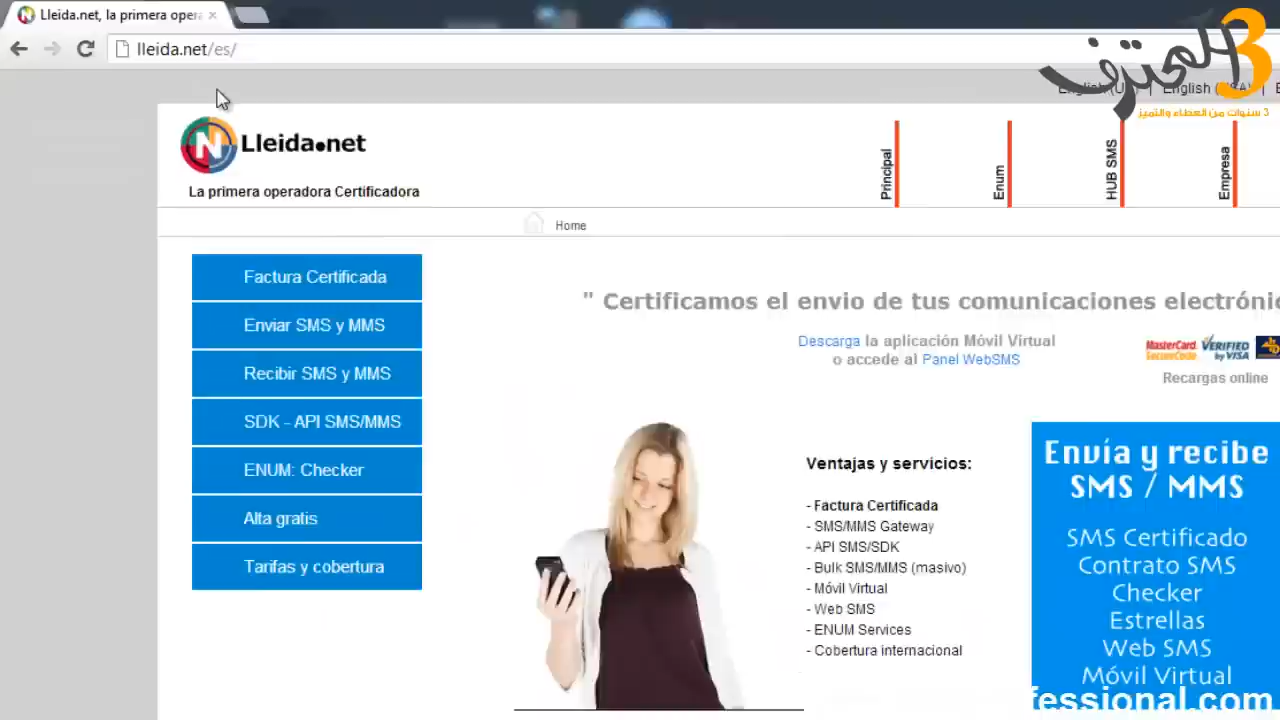 Lleida.net, la primera oper
lleida.net/es/
المحترف
3
3 سنوات من العطاء والتميز
English (U
|
English (
SA)
|
E
Lleida.net
La primera operadora Certificadora
Principal
Enum
HUB SMS
Empresa
Home
Factura Certificada
Enviar SMS y MMS
Recibir SMS y MMS
SDK - API SMS/MMS
ENUM: Checker
Alta gratis
Tarifas y cobertura
" Certificamos el envio de tus comunicaciones electróni
Descarga la aplicación Móvil Virtual
o accede al Panel WebSMS
MasterCard. SecureCode.
VERIFIED by VISA
Recargas online
Ventajas y servicios:
- Factura Certificada
- SMS/MMS Gateway
- API SMS/SDK
- Bulk SMS/MMS (masivo)
- Móvil Virtual
- Web SMS
- ENUM Services
- Cobertura internacional
Envía y recibe
SMS / MMS
SMS Certificado
Contrato SMS
Checker
Estrellas
Web SMS
Móvil Virtual
fessional.com